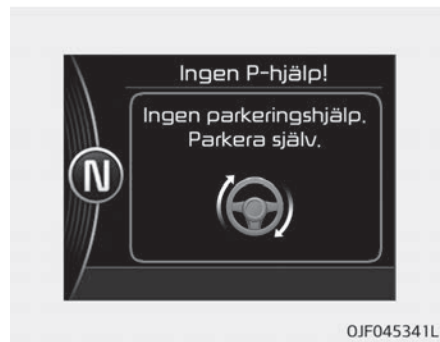 Ingen P-hjälp!
Ingen parkeringshjälp.
Parkera själv.
N
OJF045341L